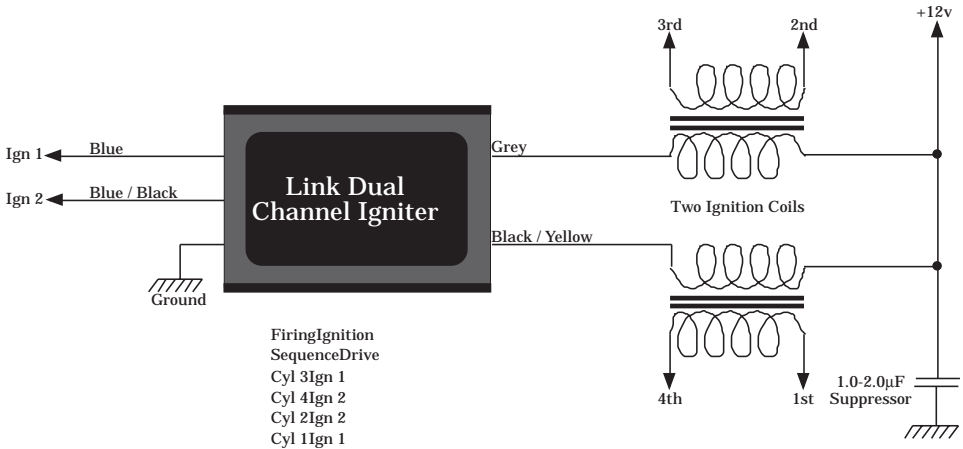 +12v
3rd
2nd
Ign 1
Blue
Grey
Ign 2
Blue / Black
Link Dual
Channel Igniter
Two Ignition Coils
Black / Yellow
Ground
FiringIgnition
SequenceDrive
Cyl 3Ign 1
Cyl 4Ign 2
Cyl 2Ign 2
Cyl 1Ign 1
4th
1st
1.0-2.0μF
Suppressor